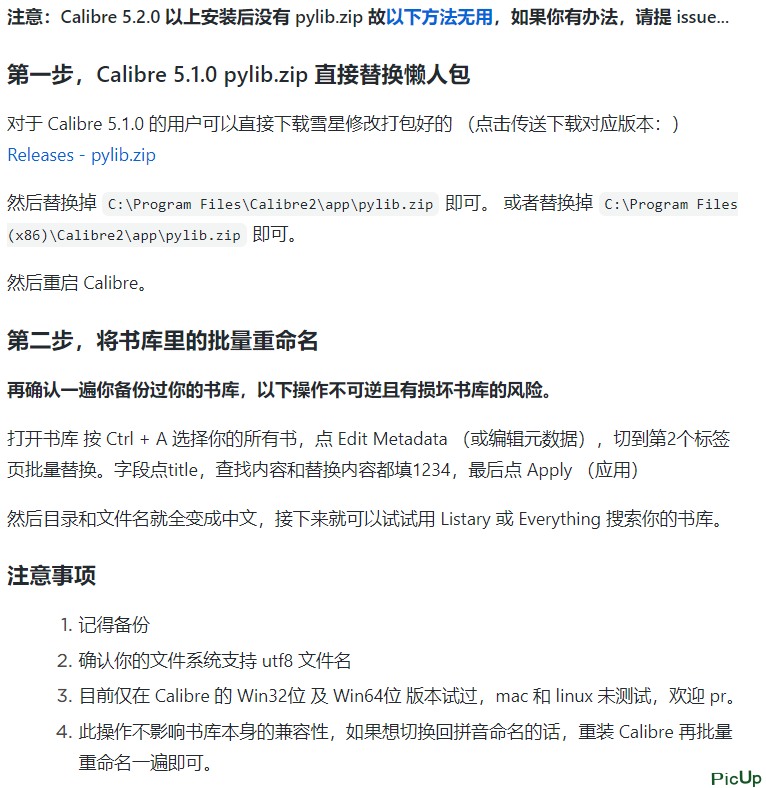 注意：Calibre 5.2.0 以上安装后没有 pylib.zip 故以下方法无用，如果你有办法，请提 issue...
第一步，Calibre 5.1.0 pylib.zip 直接替换懒人包
对于 Calibre 5.1.0 的用户可以直接下载雪星修改打包好的 （点击传送下载对应版本：）
Releases - pylib.zip
然后替换掉 C:\Program Files\Calibre2\app\pylib.zip 即可。 或者替换掉 C:\Program Files
(x86)\Calibre2\app\pylib.zip 即可。
然后重启 Calibre。
第二步，将书库里的批量重命名
再确认一遍你备份过你的书库，以下操作不可逆且有损坏书库的风险。
打开书库 按 Ctrl + A 选择你的所有书，点 Edit Metadata （或编辑元数据）, 切到第2个标签
页批量替换。字段点title，查找内容和替换内容都填1234，最后点 Apply （应用）
然后目录和文件名就全变成中文，接下来就可以试试用 Listary 或 Everything 搜索你的书库。
注意事项
1. 记得备份
2. 确认你的文件系统支持 utf8 文件名
3. 目前仅在 Calibre 的 Win32位 及 Win64位 版本试过，mac 和 linux 未测试，欢迎 pr。
4. 此操作不影响书库本身的兼容性，如果想切换回拼音命名的话，重装 Calibre 再批量
重命名一遍即可。
PicUp